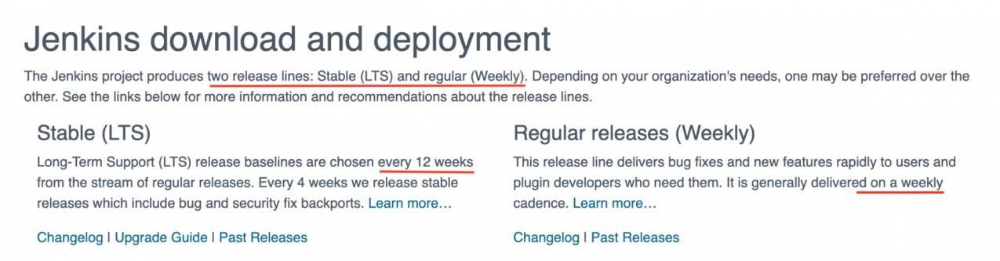 Jenkins download and deployment
The Jenkins project produces two release lines: Stable (LTS) and regular (Weekly). Depending on your organization's needs, one may be preferred over the
other. See the links below for more information and recommendations about the release lines.
Stable (LTS)
Long-Term Support (LTS) release baselines are chosen every 12 weeks
from the stream of regular releases. Every 4 weeks we release stable
releases which include bug and security fix backports. Learn more…
Changelog | Upgrade Guide | Past Releases
Regular releases (Weekly)
This release line delivers bug fixes and new features rapidly to users and
plugin developers who need them. It is generally delivered on a weekly
cadence. Learn more…
Changelog | Past Releases